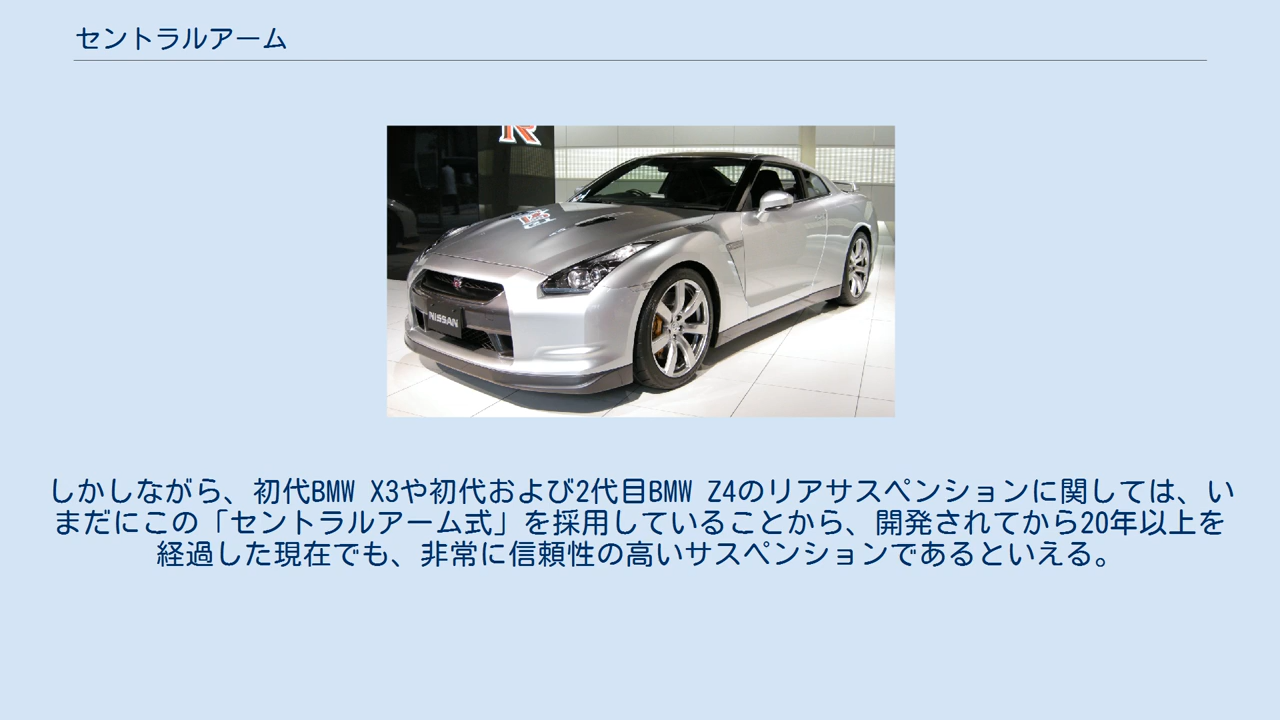 セントラルアーム
R
NISSAN
しかしながら、初代BMW X3や初代および2代目BMW Z4のリアサスペンションに関しては、い
まだにこの「セントラルアーム式」を採用していることから、開発されてから20年以上を
経過した現在でも、非常に信頼性の高いサスペンションであるといえる。